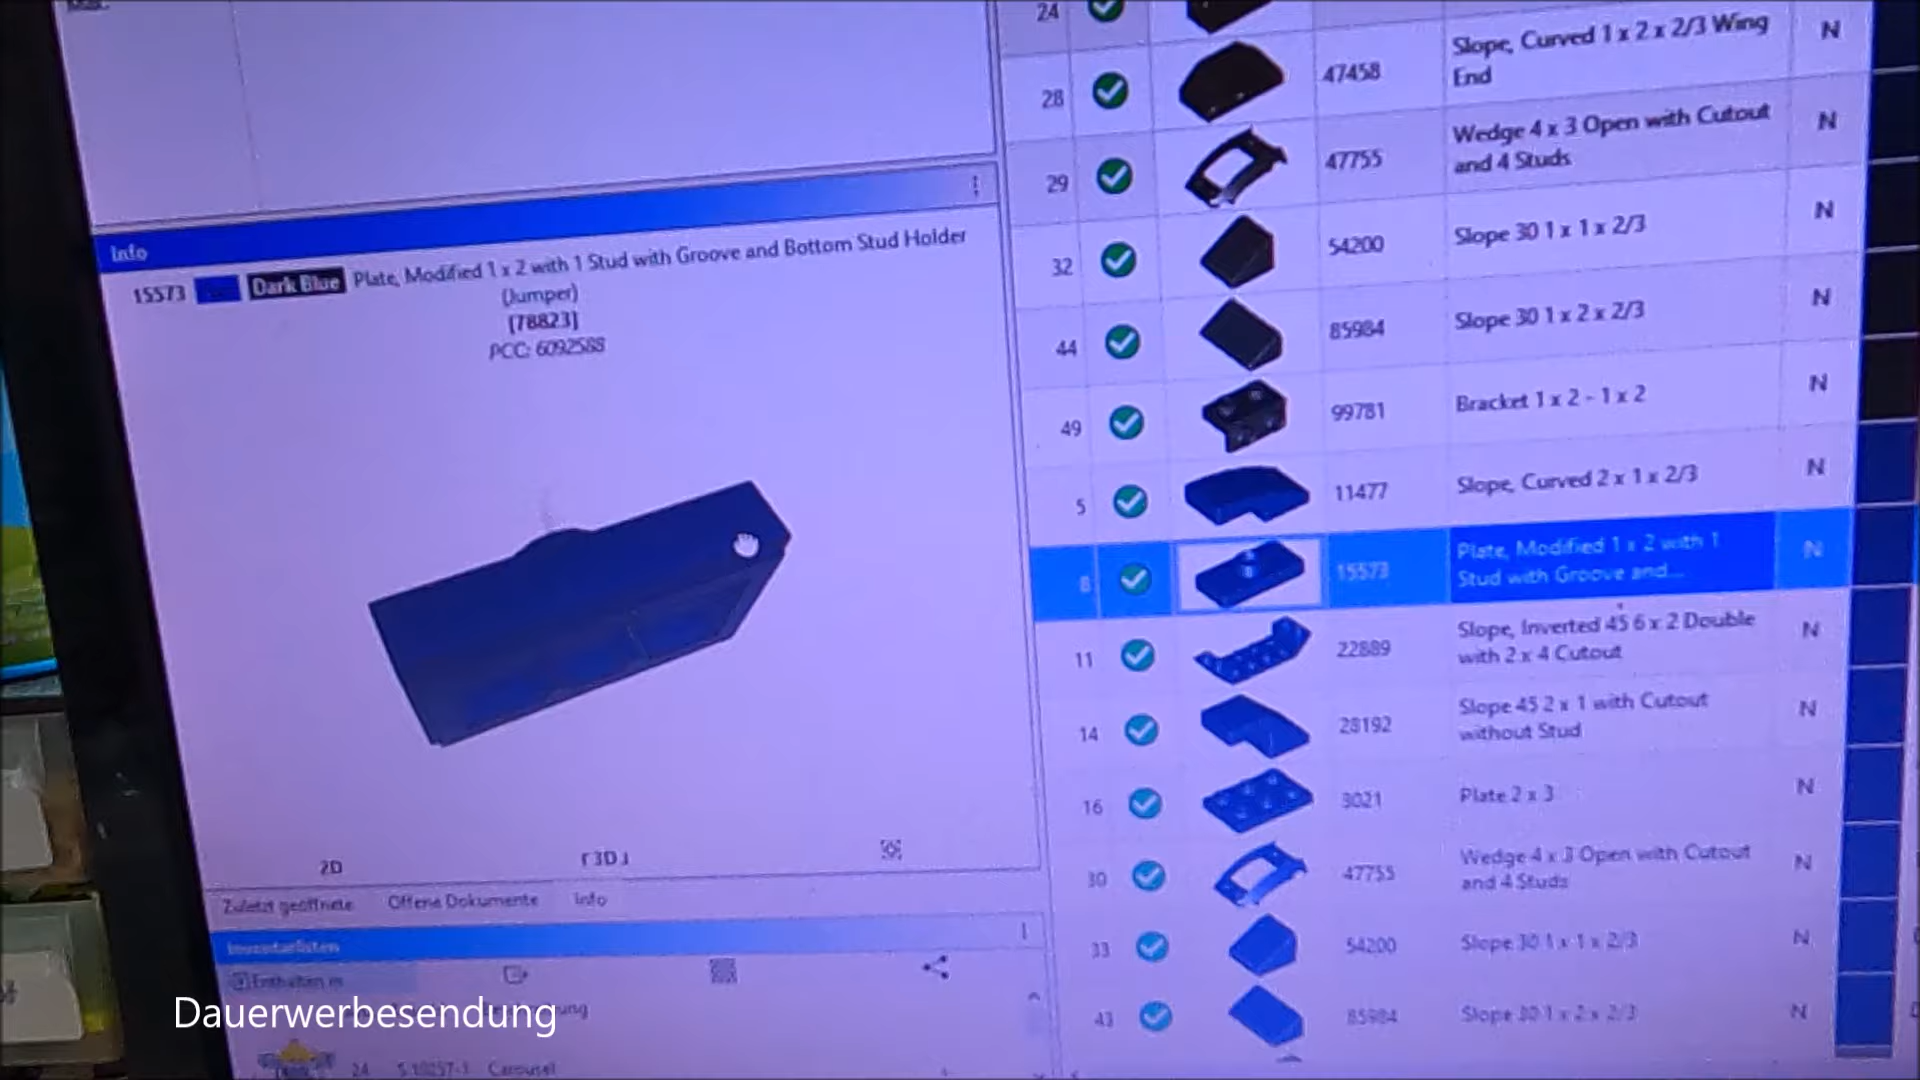 Info
15573 Dark Blue Plate, Modified 1 x 2 with 1 Stud with Groove and Bottom Stud Holder
(Jumper)
[78823]
PCC: 6092588
2D
[ 3D ]
Zuletzt geöffnete Offene Dokumente Info
Inventarlisten
Enthalten in
24 S 10257-1 Carousel
Dauerwerbesendung
24
28 47458 Slope, Curved 1 x 2 x 2/3 Wing
End N
29 47755 Wedge 4 x 3 Open with Cutout
and 4 Studs N
32 54200 Slope 30 1 x 1 x 2/3 N
44 85984 Slope 30 1 x 2 x 2/3 N
49 99781 Bracket 1 x 2 - 1 x 2 N
5 11477 Slope, Curved 2 x 1 x 2/3 N
8 15573 Plate, Modified 1 x 2 with 1
Stud with Groove and... N
11 22889 Slope, Inverted 45 6 x 2 Double
with 2 x 4 Cutout N
14 28192 Slope 45 2 x 1 with Cutout
without Stud N
16 3021 Plate 2 x 3 N
30 47755 Wedge 4 x 3 Open with Cutout
and 4 Studs N
33 54200 Slope 30 1 x 1 x 2/3 N
43 85984 Slope 30 1 x 2 x 2/3 N